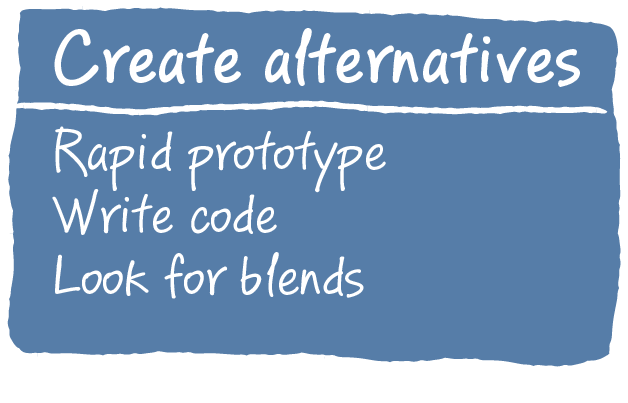 Create alternatives
Rapid prototype
Write code
Look for blends